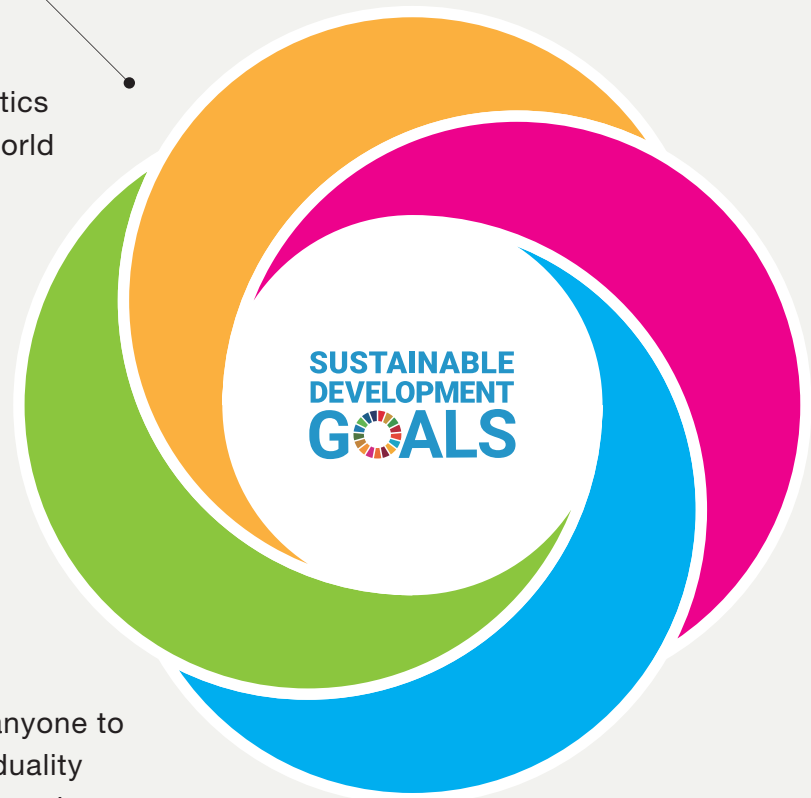 tics
orld
SUSTAINABLE
DEVELOPMENT
GOALS
anyone to
duality